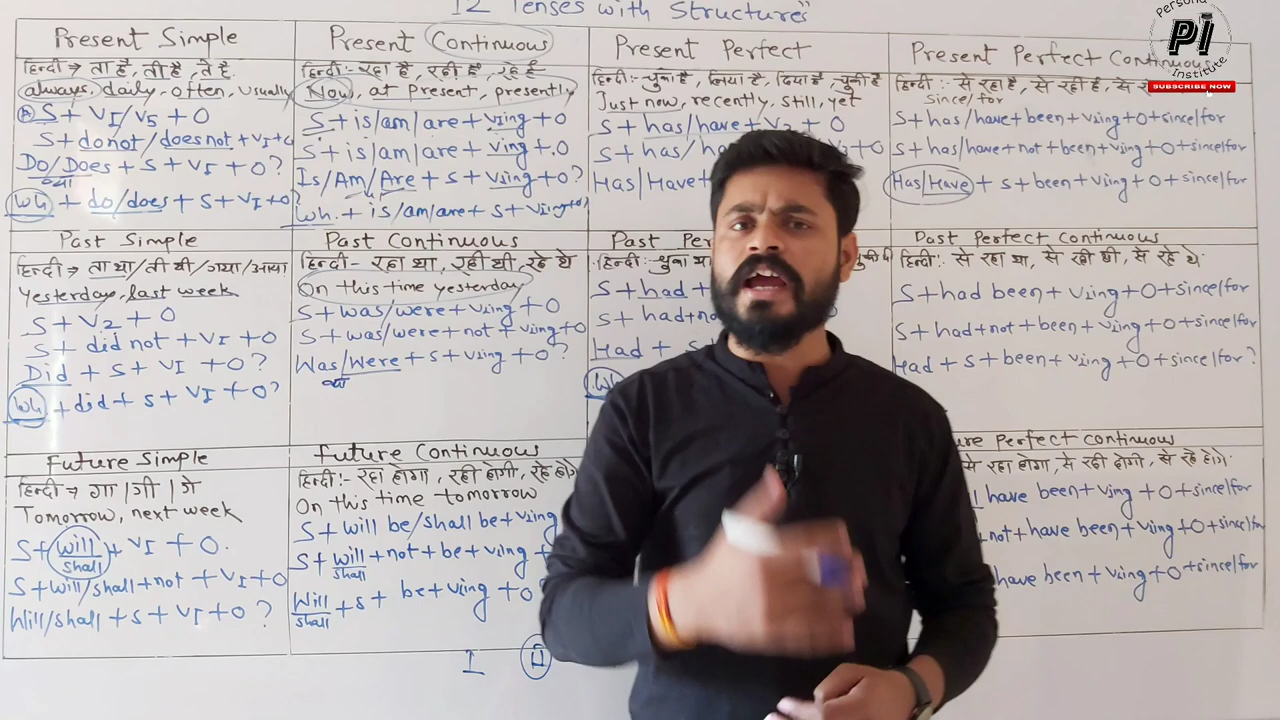 12 Tenses with Structures"
Persona
PI
Institute
SUBSCRIBE NOW
Present Simple
हिन्दी → ता है, ती है, ते है
always, daily, often, usually
Ⓐ S + VI/V5 + O
S + do not/does not + VI +
Do/Does + S + VI + O?
क्या
Wh + do/does + S + VI + O?
Present Continuous
हिन्दी:- रहा है, रही है, रहे है
Now, at present, presently
S + is/am/are + ving + O
S + is/am/are + ving + .O
Is/Am/Are + S + ving + O?
Wh. + is/am/are + S + ving + O?
Present Perfect
हिन्दी:- चुका है, लिया है, दिया है, चुकी है
Just now, recently, still, yet
S + has/have + V3 + O
S + has/ha V3 + O
Has/Have +
Present Perfect Continuous
हिन्दी:- से रहा है, से रही है, से
since/for
S + has/have + been + ving + O + since/for
S + has/have + not + been + ving + O + since/for
Has/Have + S + been + ving + O + since/for
Past Simple
हिन्दी → ता था/ती थी/गया/आया
Yesterday, last week
S + V2 + O
S + did not + VI + O
Did + S + VI + O?
Wh + did + S + VI + O?
Past Continuous
हिन्दी- रहा था, रही थी, रहे थे
On this time yesterday
S + was/were + ving + O
S + was/were + not + ving + O
Was/Were + S + ving + O?
क्या
Past Per
हिन्दी:- चुका था चुकी थी
S + had +
S + had + no
Had + S
Wh
Past Perfect Continuous
हिन्दी:- से रहा था, से रही थी, से रहे थे
S + had been + ving + O + since/for
S + had + not + been + ving + O + since/for
Had + S + been + ving + O + since/for?
Future Simple
हिन्दी → गा/गी/गे
Tomorrow, next week
S + will/shall + VI + O.
S + will/shall + not + VI + O
Will/shall + S + VI + O?
Future Continuous
हिन्दी:- रहा होगा, रही होगी, रहे होंगे
On this time tomorrow
S + will be/shall be + ving
S + will/shall + not + be + ving +
Will/shall + S + be + ving + O
ure Perfect Continuous
से रहा होगा, से रही होगी, से रहे होंगे
have been + ving + O + since/for
not + have been + ving + O + since/for
have been + ving + O + since/for
I II